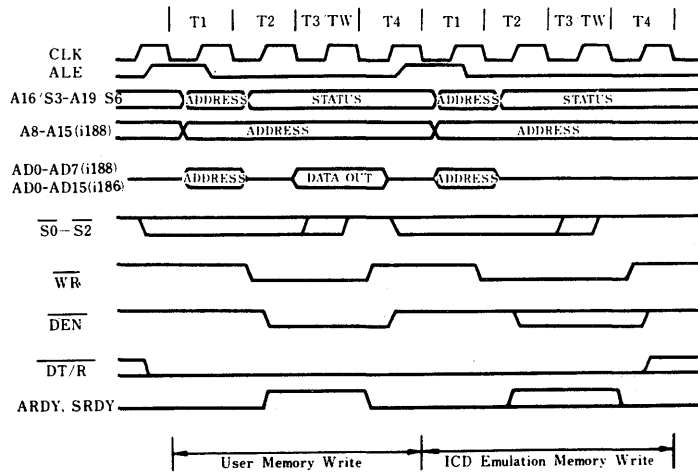 T1 T2 T3 TW T4 T1 T2 T3 TW T4
CLK
ALE
A16/S3-A19 S6 ADDRESS STATUS ADDRESS STATUS
A8-A15(i188) ADDRESS ADDRESS
AD0-AD7(i188)
AD0-AD15(i186) ADDRESS DATA OUT ADDRESS
S0-S2
WR
DEN
DT/R
ARDY, SRDY
User Memory Write ICD Emulation Memory Write